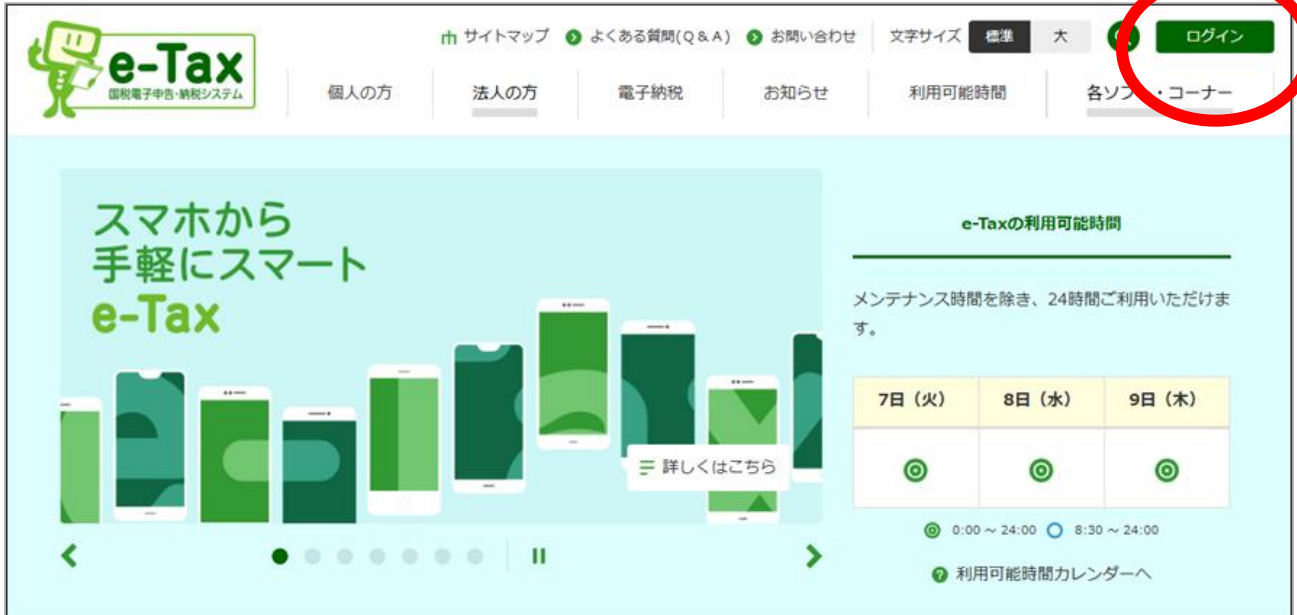 e-Tax
国税電子申告・納税システム
サイトマップ
よくある質問(Q&A)
お問い合わせ
文字サイズ
標準
大
ログイン
個人の方
法人の方
電子納税
お知らせ
利用可能時間
各ソフト・コーナー
スマホから
手軽にスマート
e-Tax
詳しくはこちら
e-Taxの利用可能時間
メンテナンス時間を除き、24時間ご利用いただけま
す。
7日(火) 8日(水) 9日(木)
0:00 ~ 24:00 8:30 ~ 24:00
利用可能時間カレンダーへ